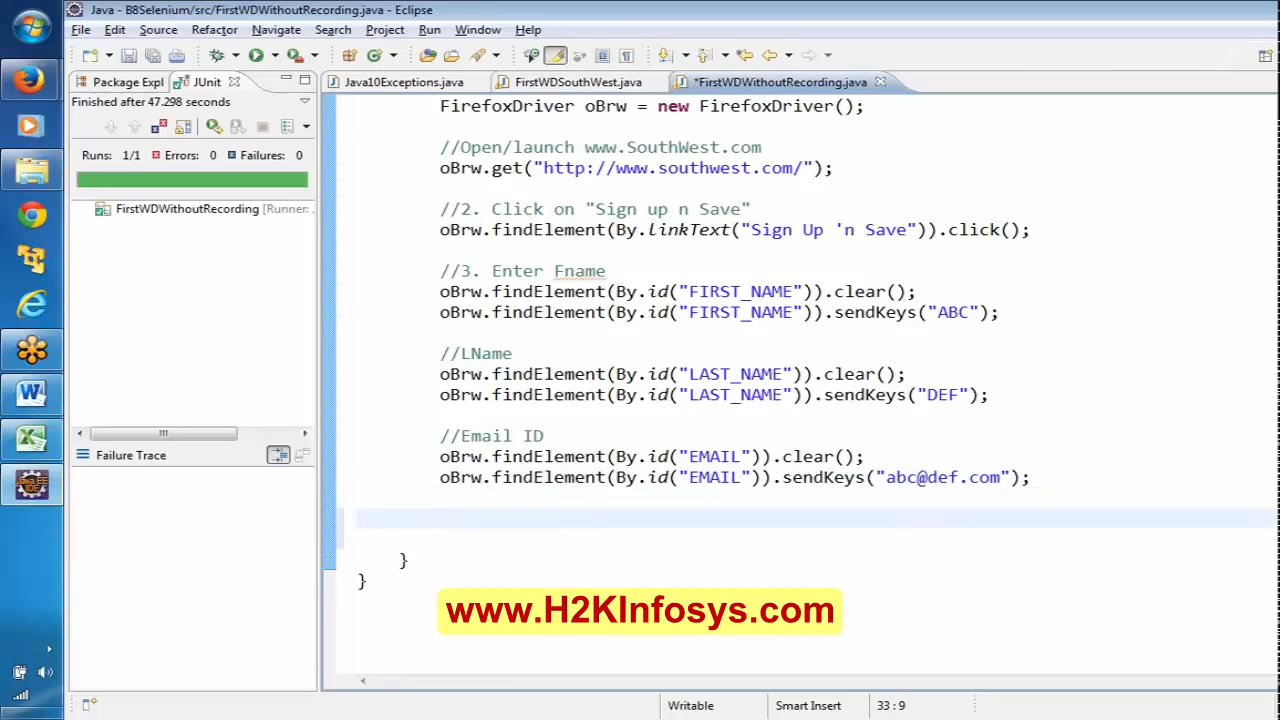 Java - B8Selenium/src/FirstWDWithoutRecording.java - Eclipse
File Edit Source Refactor Navigate Search Project Run Window Help
Package Expl JUnit
Java10Exceptions.java FirstWDSouthWest.java *FirstWDWithoutRecording.java
Finished after 47.298 seconds
Runs: 1/1 Errors: 0 Failures: 0
FirstWDWithoutRecording [Runner:
Failure Trace
FirefoxDriver oBrw = new FirefoxDriver();
//Open/launch www.SouthWest.com
oBrw.get("http://www.southwest.com/");
//2. Click on "Sign up n Save"
oBrw.findElement(By.linkText("Sign Up 'n Save")).click();
//3. Enter Fname
oBrw.findElement(By.id("FIRST_NAME")).clear();
oBrw.findElement(By.id("FIRST_NAME")).sendKeys("ABC");
//LName
oBrw.findElement(By.id("LAST_NAME")).clear();
oBrw.findElement(By.id("LAST_NAME")).sendKeys("DEF");
//Email ID
oBrw.findElement(By.id("EMAIL")).clear();
oBrw.findElement(By.id("EMAIL")).sendKeys("abc@def.com");
}
}
www.H2KInfosys.com
Writable Smart Insert 33:9
Java EE
IDE